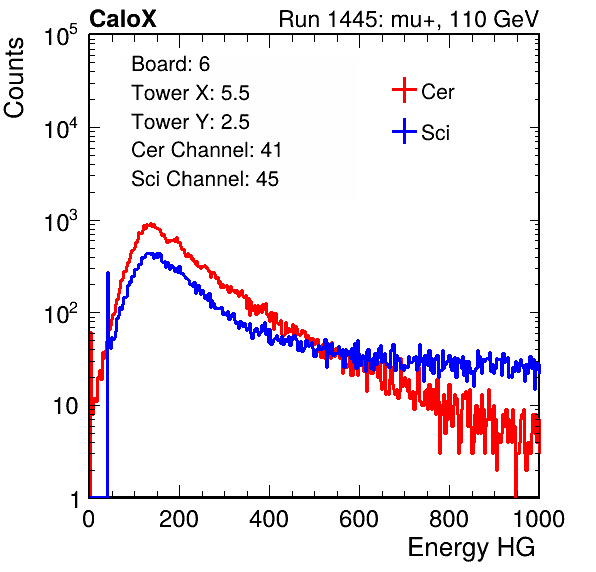 CaloX Run 1445: mu+, 110 GeV
Counts
Board: 6
Tower X: 5.5
Tower Y: 2.5
Cer Channel: 41
Sci Channel: 45
Cer
Sci
10^5
10^4
10^3
10^2
10
1
0 200 400 600 800 1000
Energy HG